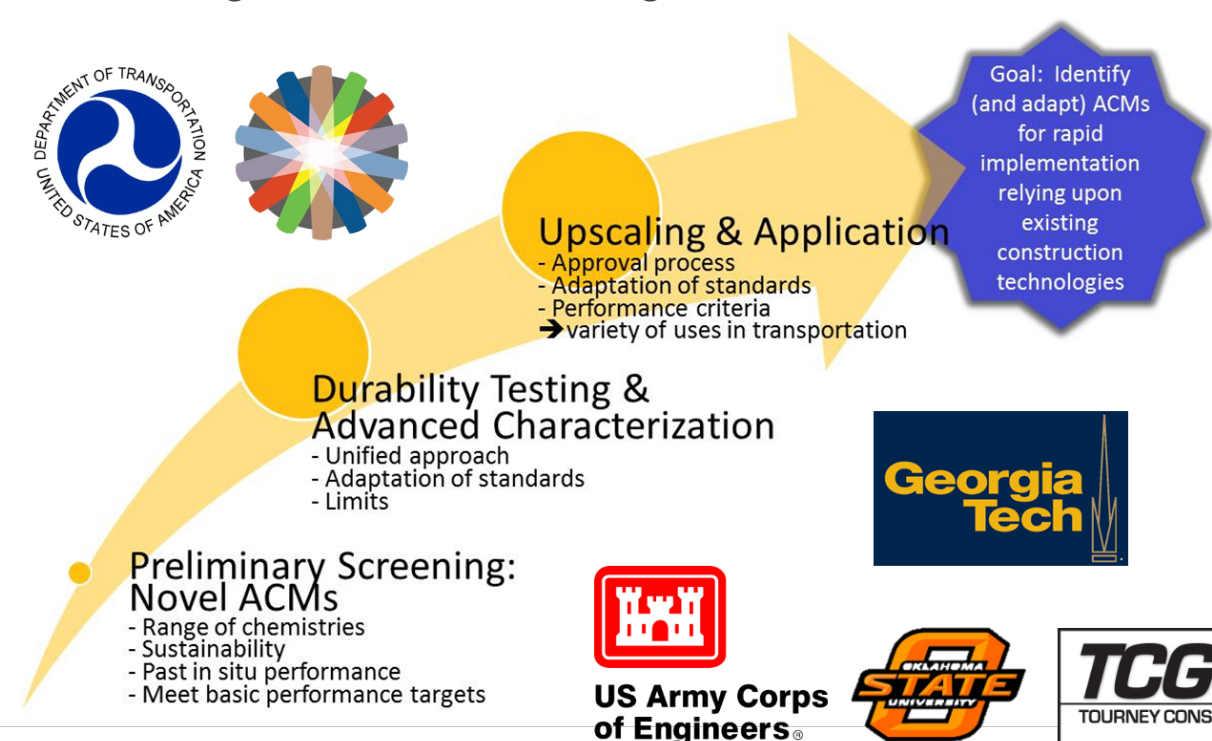 DEPARTMENT OF TRANSPORTATION
UNITED STATES OF AMERICA
Goal: Identify
(and adapt) ACMs
for rapid
implementation
relying upon
existing
construction
technologies
Upscaling & Application
- Approval process
- Adaptation of standards
- Performance criteria
➔variety of uses in transportation
Durability Testing &
Advanced Characterization
- Unified approach
- Adaptation of standards
- Limits
Georgia
Tech
Preliminary Screening:
Novel ACMs
- Range of chemistries
- Sustainability
- Past in situ performance
- Meet basic performance targets
US Army Corps
of Engineers®
OKLAHOMA
STATE
UNIVERSITY
TCG
TOURNEY CONS